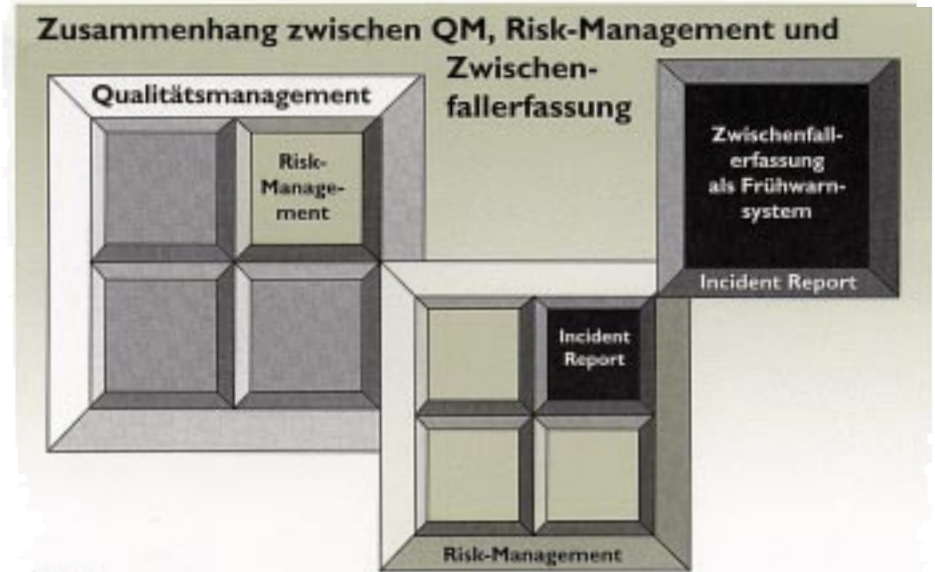 Zusammenhang zwischen QM, Risk-Management und
Zwischen-
fallerfassung
Qualitätsmanagement
Risk-
Manage-
ment
Zwischenfall-
erfassung
als Frühwarn-
system
Incident Report
Incident
Report
Risk-Management